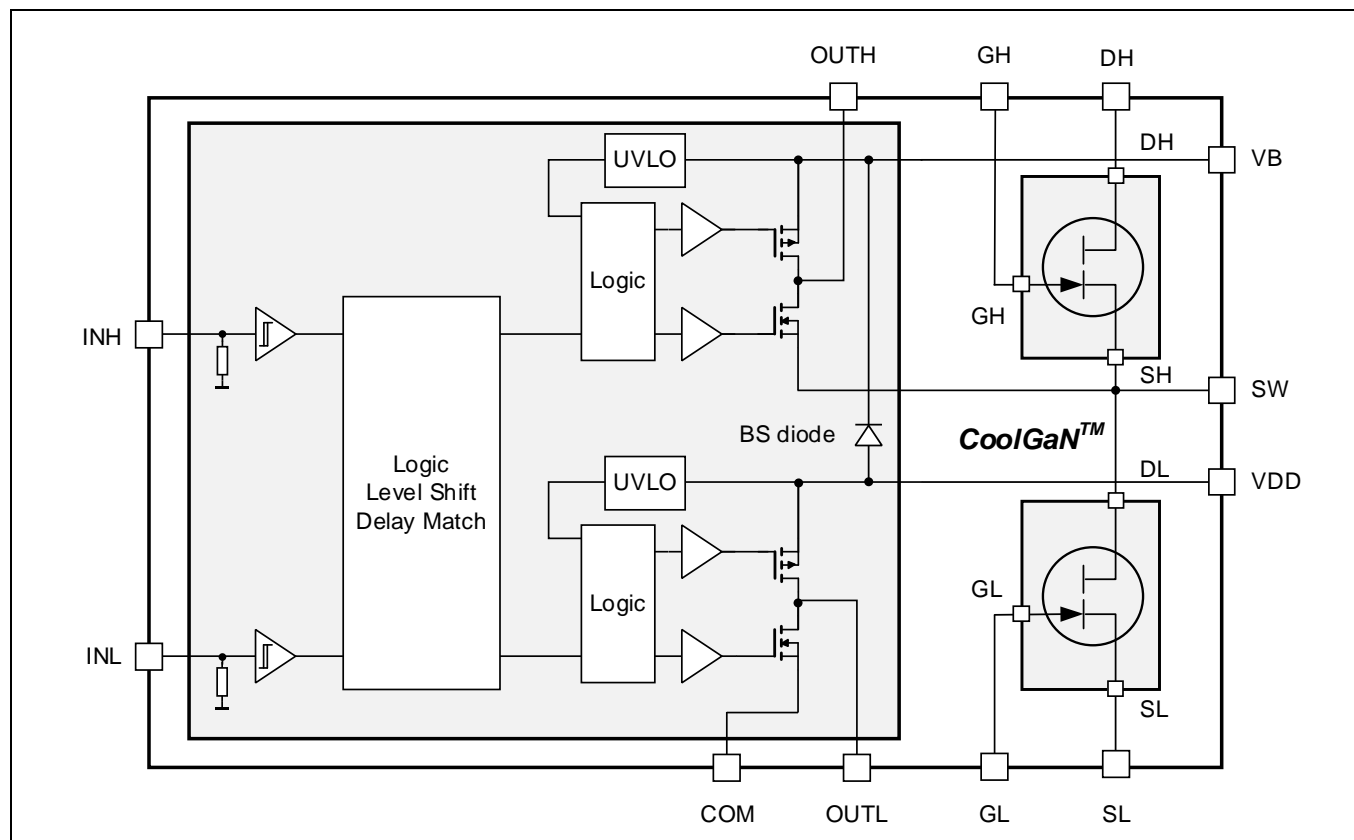 OUTH
GH
DH
DH
UVLO
VB
Logic
INH
GH
SH
SW
BS diode
CoolGaN™
Logic
Level Shift
Delay Match
UVLO
DL
VDD
Logic
GL
INL
SL
COM
OUTL
GL
SL